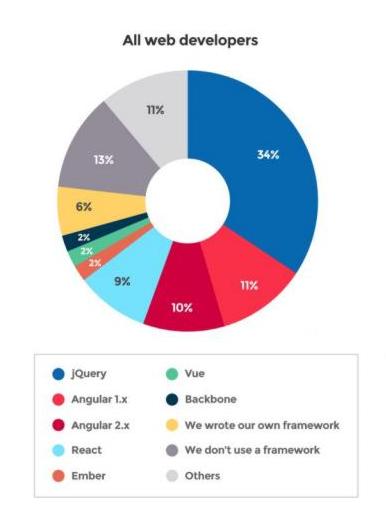 All web developers
11%
34%
13%
6%
2%
2%
2%
9%
10%
11%
jQuery
Vue
Angular 1.x
Backbone
Angular 2.x
We wrote our own framework
React
We don't use a framework
Ember
Others